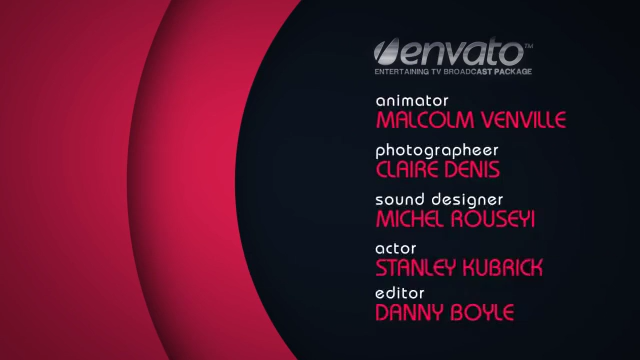 envato™
ENTERTAINING TV BROADCAST PACKAGE
animator
MALCOLM VENVILLE
photographeer
CLAIRE DENIS
sound designer
MICHEL ROUSEYI
actor
STANLEY KUBRICK
editor
DANNY BOYLE